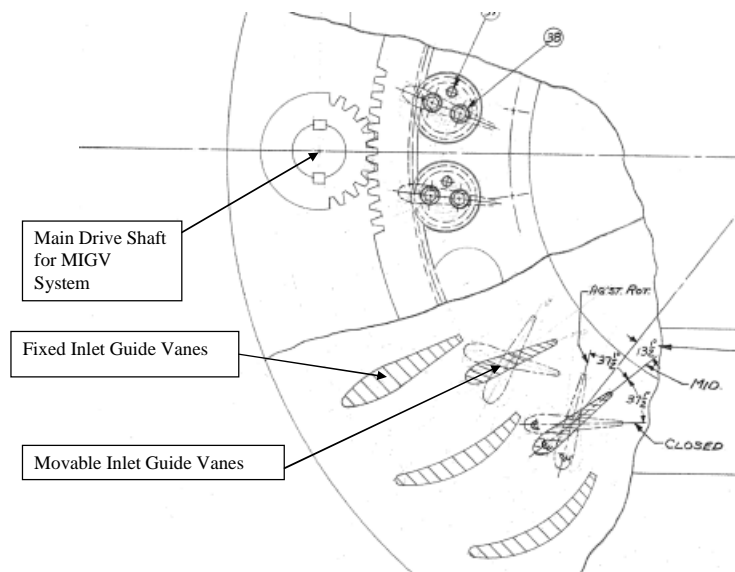 38
Main Drive Shaft
for MIGV
System
AG'ST. ROT.
Fixed Inlet Guide Vanes
37½°
13½°
MID.
37½°
CLOSED
Movable Inlet Guide Vanes